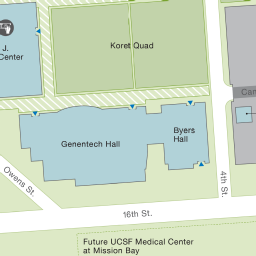 J.
Center
Koret Quad
Genentech Hall
Byers
Hall
Owens St.
4th St.
16th St.
Future UCSF Medical Center
at Mission Bay